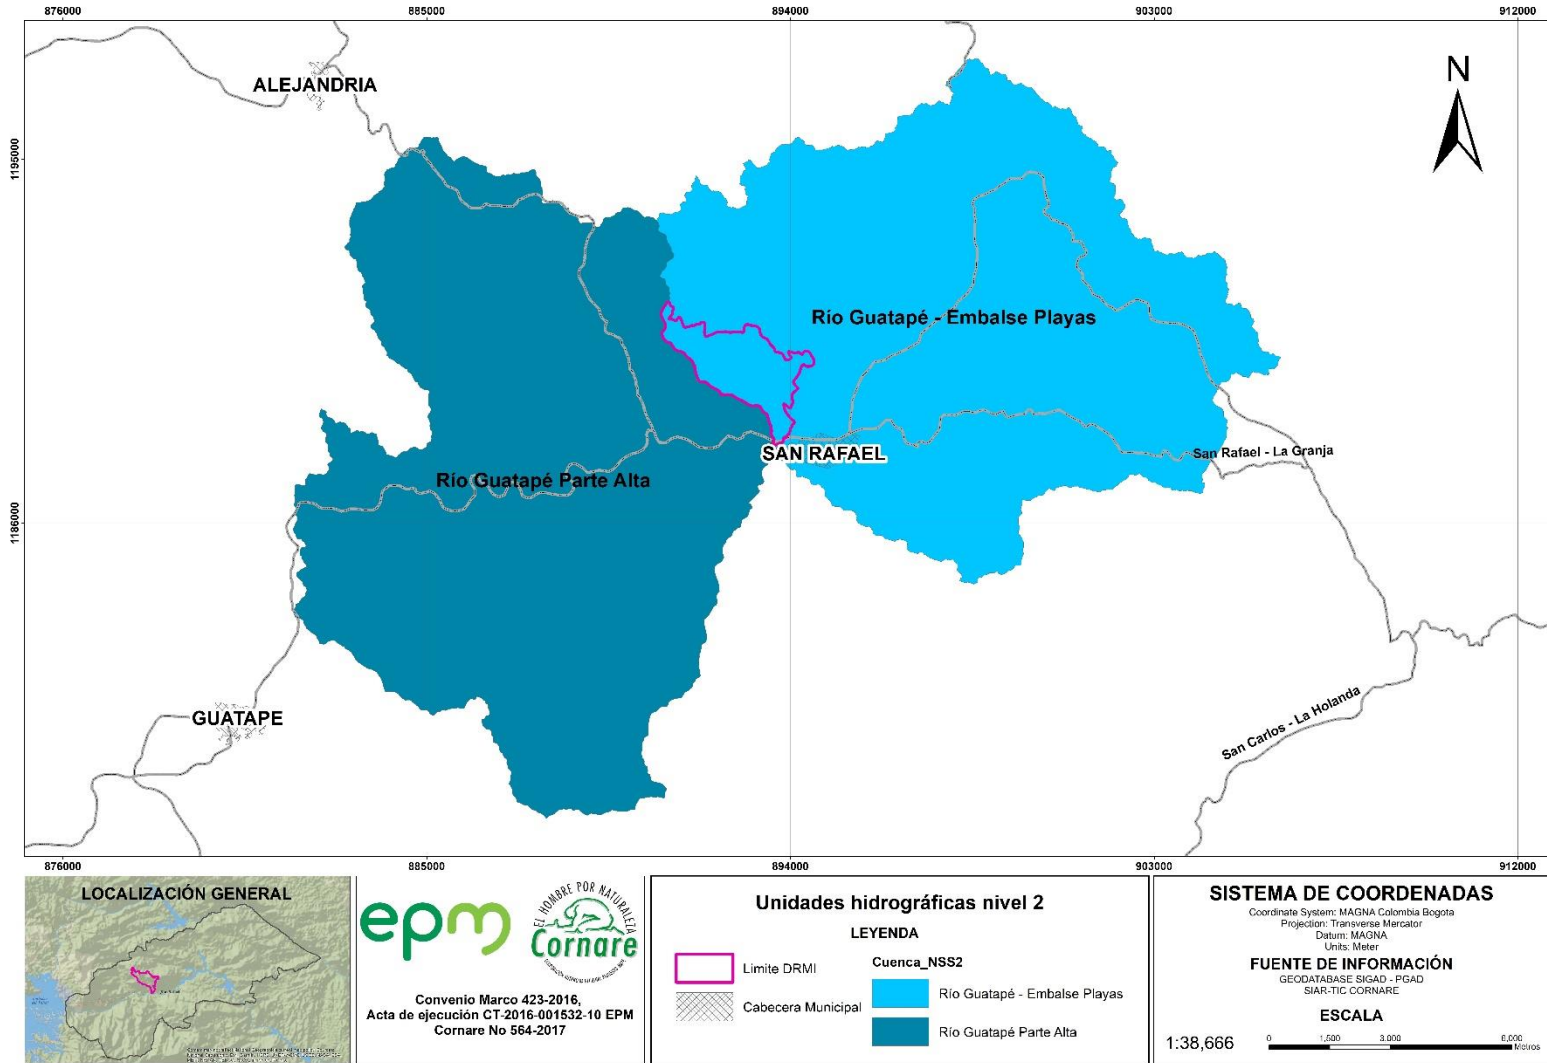 876000
885000
894000
903000
912000
N
ALEJANDRIA
1195000
Río Guatapé - Embalse Playas
SAN RAFAEL
San Rafael - La Granja
Río Guatapé Parte Alta
1186000
GUATAPE
San Carlos - La Holanda
876000
885000
894000
903000
912000
LOCALIZACIÓN GENERAL
epm
EL HOMBRE POR NATURALEZA
Cornare
Convenio Marco 423-2016,
Acta de ejecución CT-2016-001532-10 EPM
Cornare No 564-2017
Unidades hidrográficas nivel 2
LEYENDA
Limite DRMI
Cabecera Municipal
Cuenca_NSS2
Río Guatapé - Embalse Playas
Río Guatapé Parte Alta
SISTEMA DE COORDENADAS
Coordinate System: MAGNA Colombia Bogota
Projection: Transverse Mercator
Datum: MAGNA
Units: Meter
FUENTE DE INFORMACIÓN
GEODATABASE SIGAD - PGAD
SIAR-TIC CORNARE
ESCALA
1:38,666
0 1,500 3,000 6,000
Metros